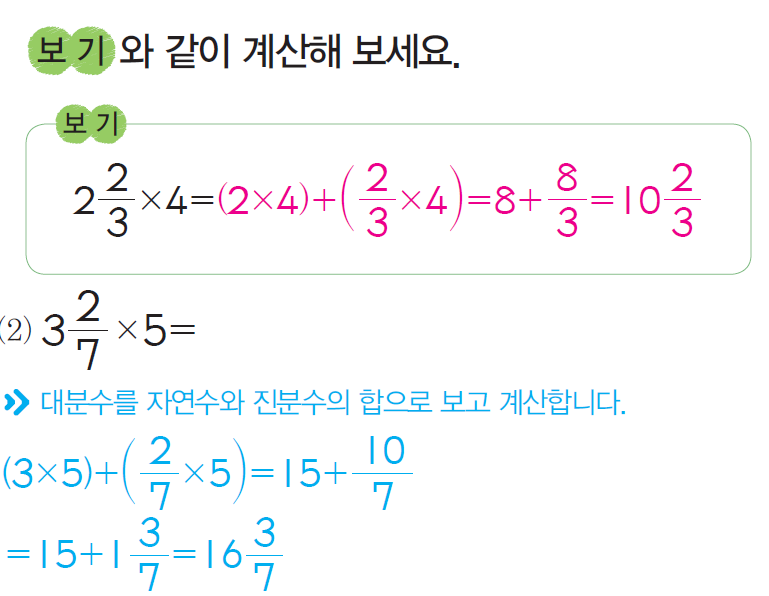 보기와 같이 계산해 보세요.
보기
2 2/3 ×4=(2×4)+(2/3 ×4)=8+ 8/3 =10 2/3
(2) 3 2/7 ×5=
» 대분수를 자연수와 진분수의 합으로 보고 계산합니다.
(3×5)+(2/7 ×5)=15+ 10/7
=15+1 3/7 =16 3/7